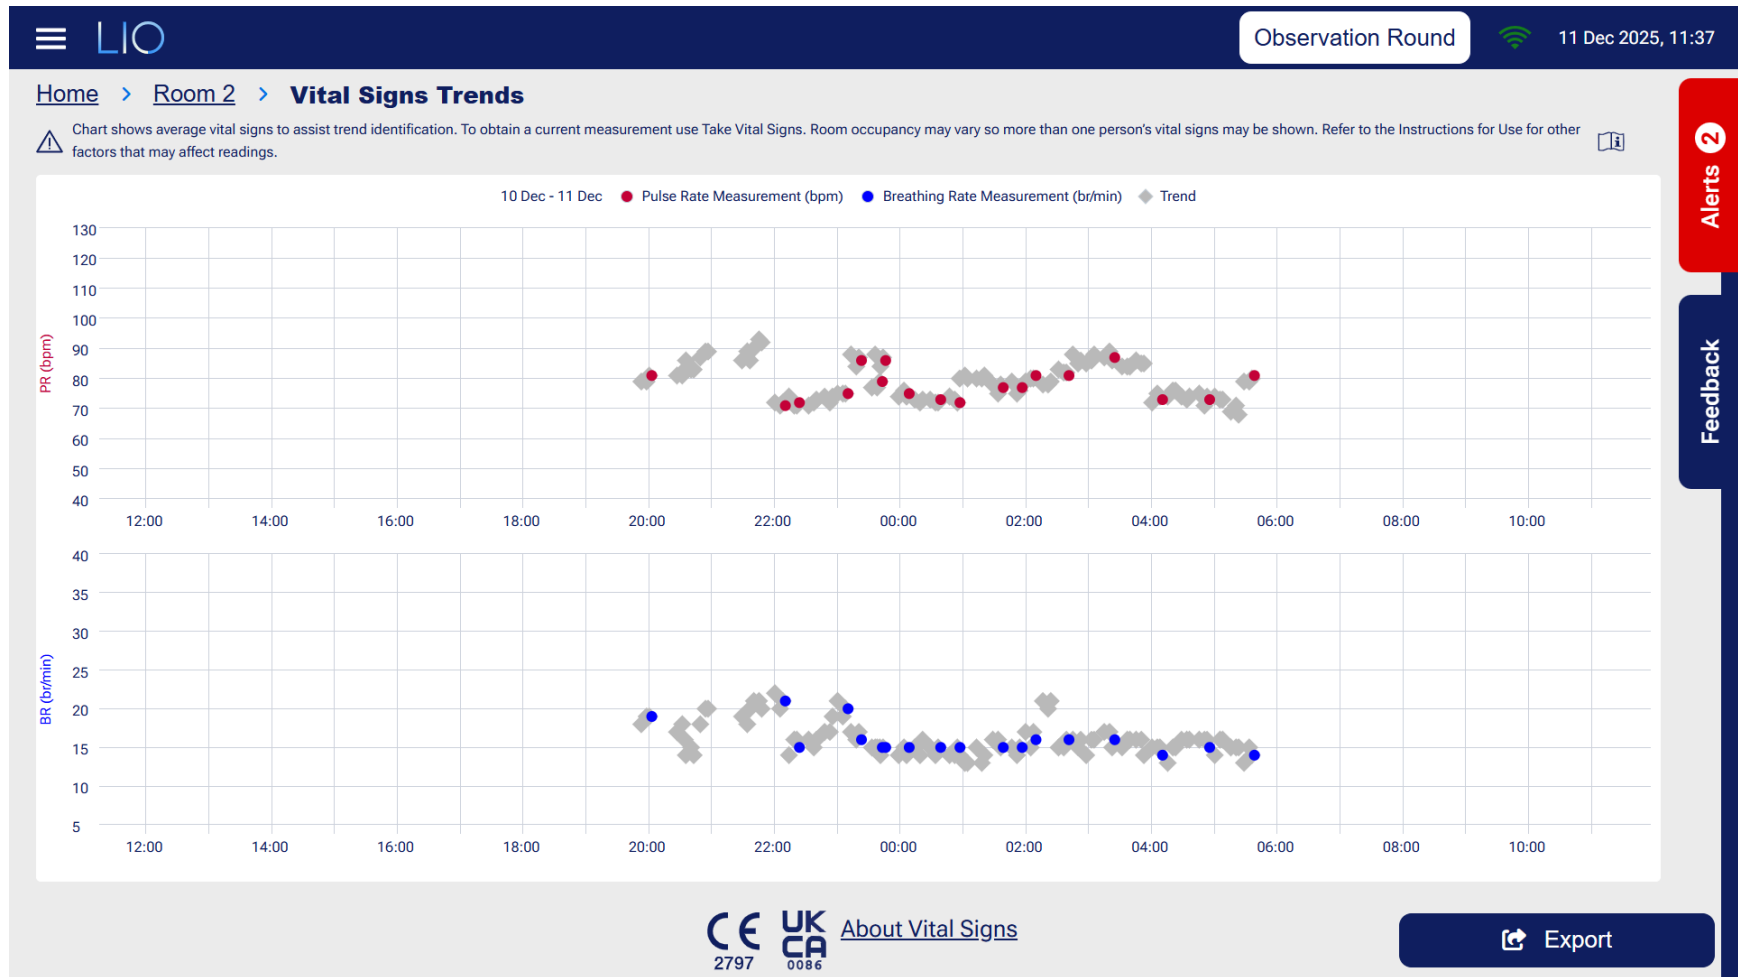 LIO
Observation Round
11 Dec 2025, 11:37
Home > Room 2 > Vital Signs Trends
Chart shows average vital signs to assist trend identification. To obtain a current measurement use Take Vital Signs. Room occupancy may vary so more than one person's vital signs may be shown. Refer to the Instructions for Use for other
factors that may affect readings.
Alerts 2
Feedback
10 Dec - 11 Dec Pulse Rate Measurement (bpm) Breathing Rate Measurement (br/min) Trend
PR (bpm)
130
120
110
100
90
80
70
60
50
40
12:00 14:00 16:00 18:00 20:00 22:00 00:00 02:00 04:00 06:00 08:00 10:00
BR (br/min)
40
35
30
25
20
15
10
5
12:00 14:00 16:00 18:00 20:00 22:00 00:00 02:00 04:00 06:00 08:00 10:00
CE
2797
UK
CA
0086
About Vital Signs
Export